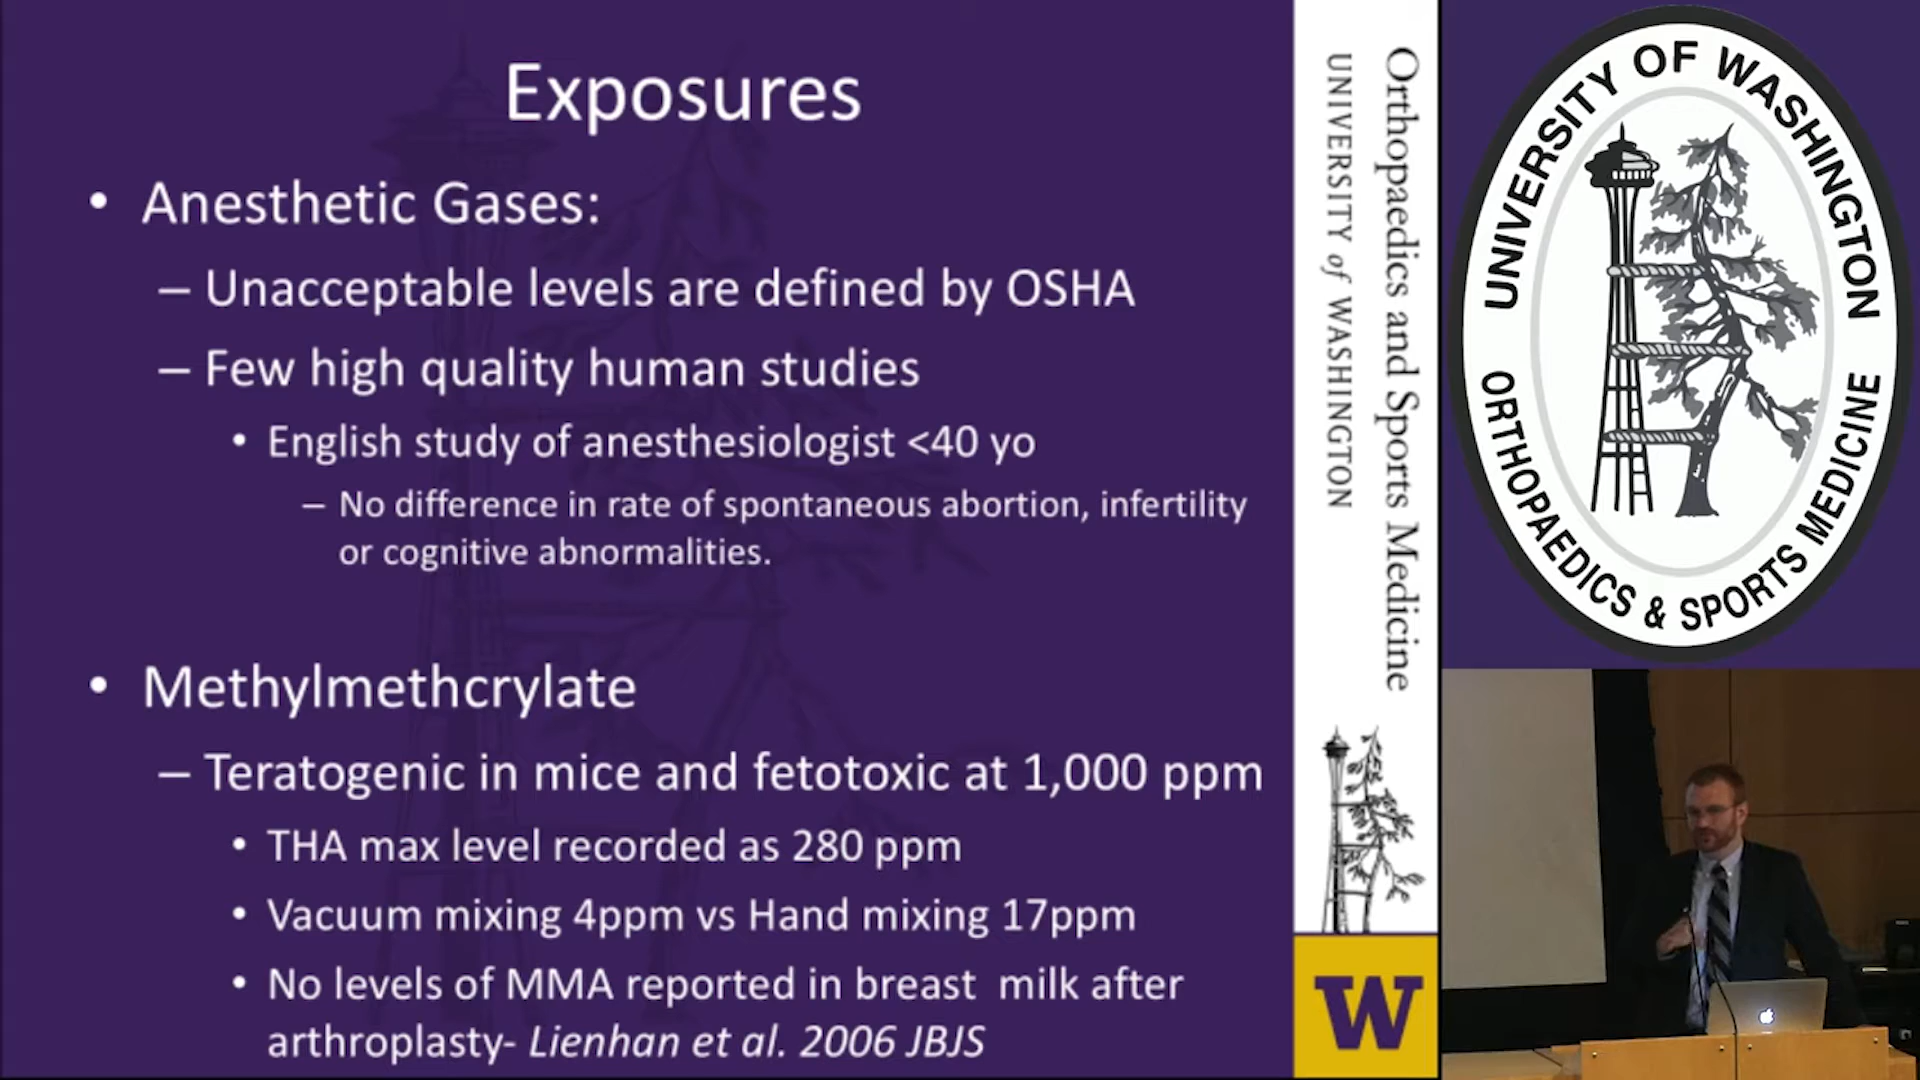 Exposures
• Anesthetic Gases:
– Unacceptable levels are defined by OSHA
– Few high quality human studies
• English study of anesthesiologist <40 yo
– No difference in rate of spontaneous abortion, infertility
or cognitive abnormalities.
• Methylmethcrylate
– Teratogenic in mice and fetotoxic at 1,000 ppm
• THA max level recorded as 280 ppm
• Vacuum mixing 4ppm vs Hand mixing 17ppm
• No levels of MMA reported in breast milk after
arthroplasty- Lienhan et al. 2006 JBJS
Orthopaedics and Sports Medicine
UNIVERSITY of WASHINGTON
W
UNIVERSITY OF WASHINGTON
ORTHOPAEDICS & SPORTS MEDICINE